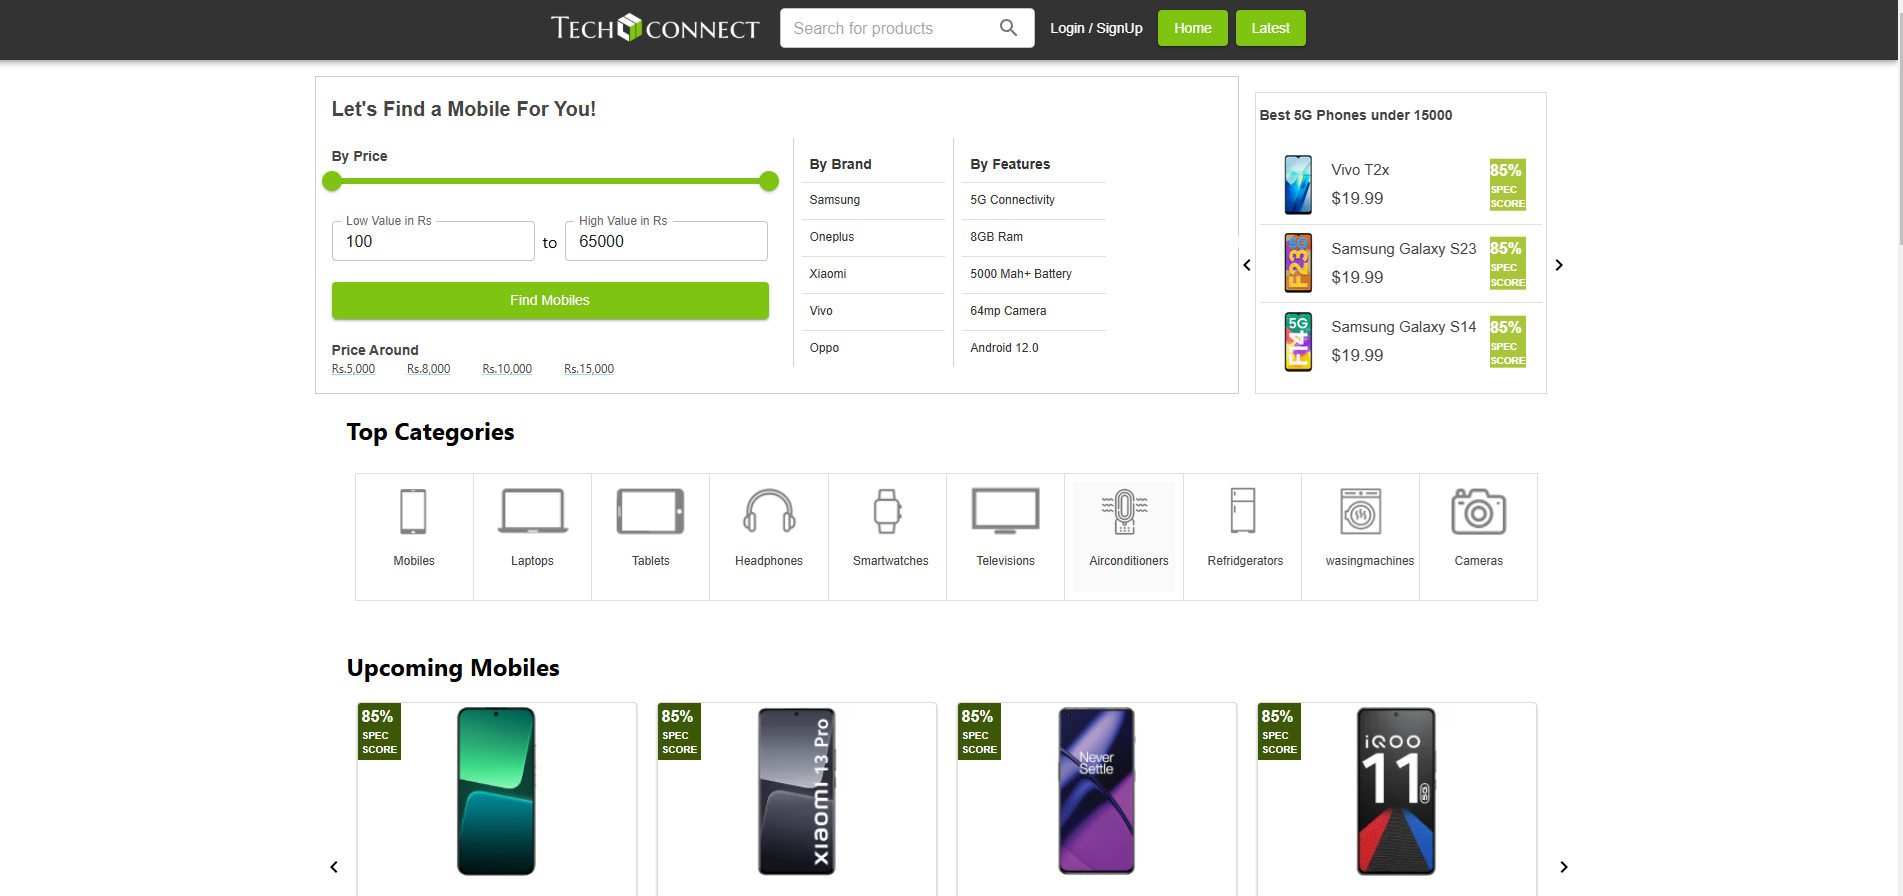 TECH CONNECT
Search for products
Login / SignUp
Home
Latest
Let's Find a Mobile For You!
By Price
Low Value in Rs
100
to
High Value in Rs
65000
Find Mobiles
Price Around
Rs.5,000
Rs.8,000
Rs.10,000
Rs.15,000
By Brand
Samsung
Oneplus
Xiaomi
Vivo
Oppo
By Features
5G Connectivity
8GB Ram
5000 Mah+ Battery
64mp Camera
Android 12.0
Best 5G Phones under 15000
Vivo T2x
$19.99
85%
SPEC
SCORE
5G
F23
Samsung Galaxy S23
$19.99
85%
SPEC
SCORE
5G
F14
Samsung Galaxy S14
$19.99
85%
SPEC
SCORE
Top Categories
Mobiles
Laptops
Tablets
Headphones
Smartwatches
Televisions
Airconditioners
Refridgerators
wasingmachines
Cameras
Upcoming Mobiles
85%
SPEC
SCORE
85%
SPEC
SCORE
xiaomi 13 Pro
85%
SPEC
SCORE
Never
Settle
85%
SPEC
SCORE
iQOO
11
5G